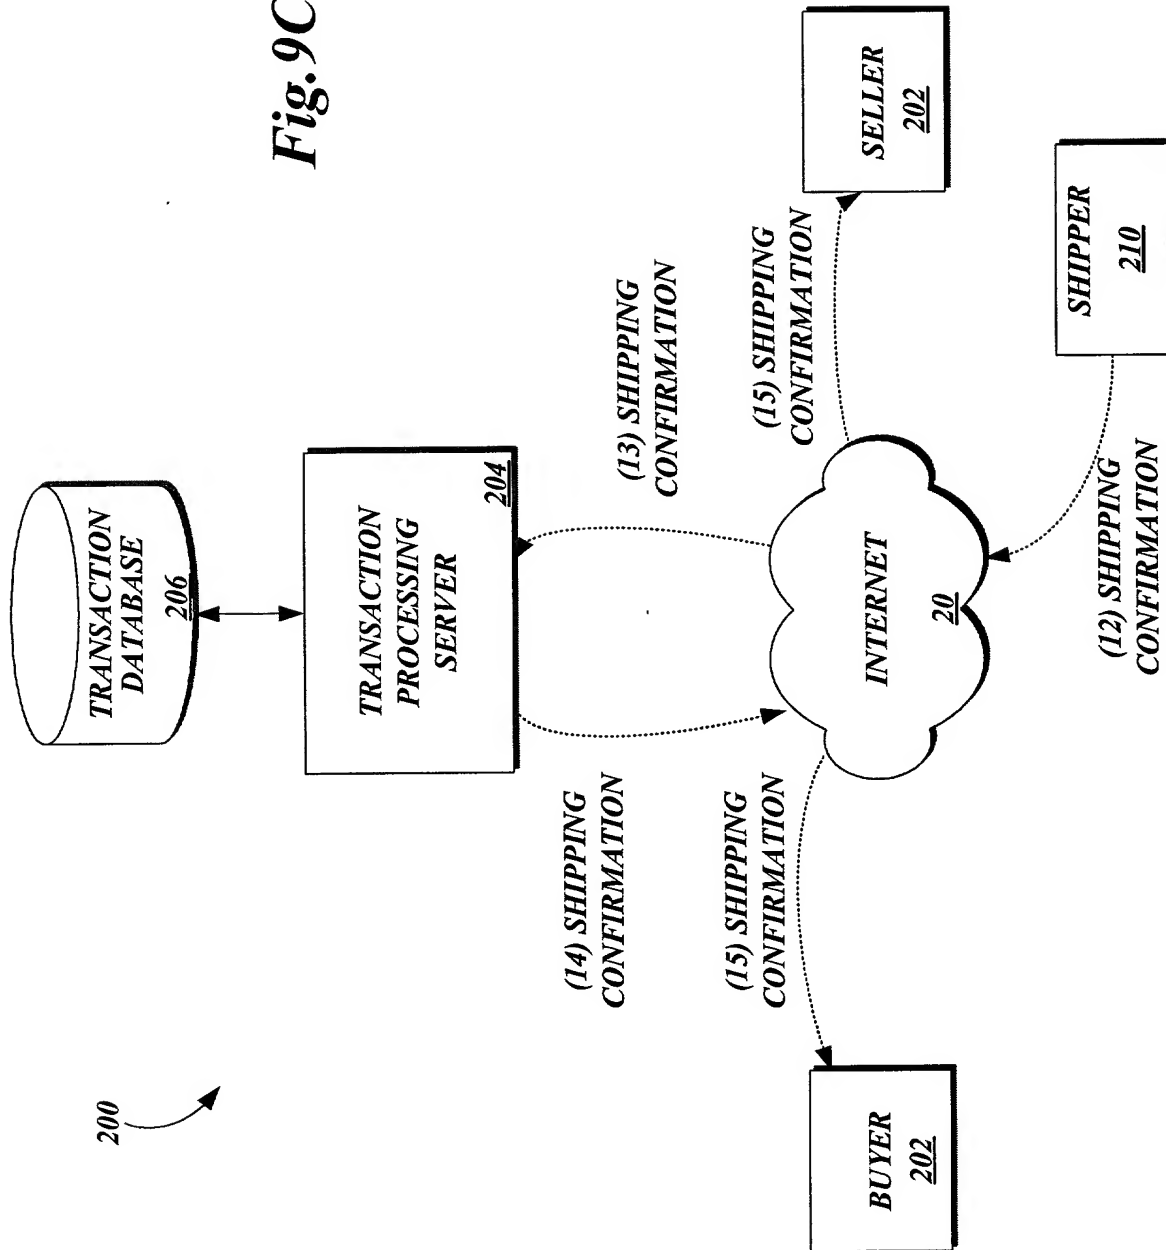 Fig.9C
200
TRANSACTION
DATABASE
206
TRANSACTION
PROCESSING
SERVER
204
(14) SHIPPING
CONFIRMATION
(13) SHIPPING
CONFIRMATION
(15) SHIPPING
CONFIRMATION
(15) SHIPPING
CONFIRMATION
BUYER
202
INTERNET
20
SELLER
202
(12) SHIPPING
CONFIRMATION
SHIPPER
210